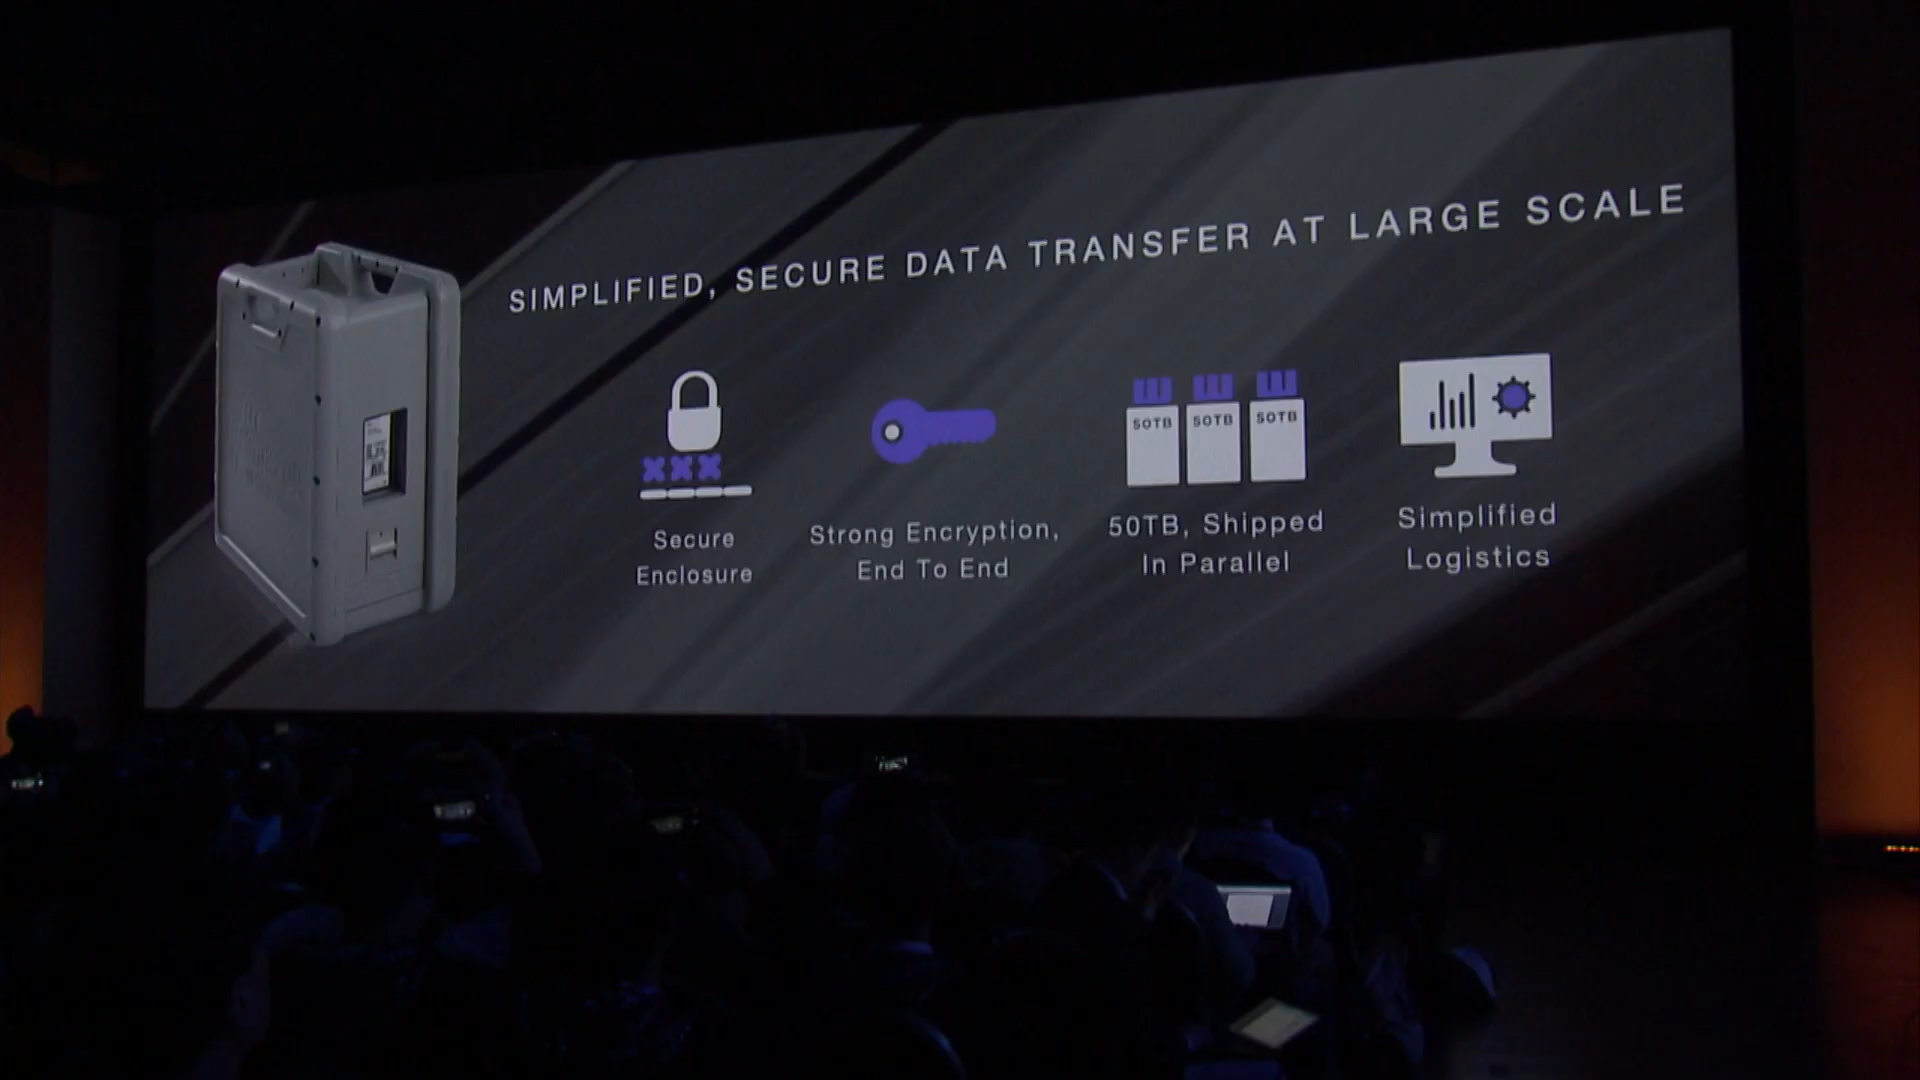 SIMPLIFIED, SECURE DATA TRANSFER AT LARGE SCALE
50TB 50TB 50TB
Secure
Enclosure
Strong Encryption,
End To End
50TB, Shipped
In Parallel
Simplified
Logistics